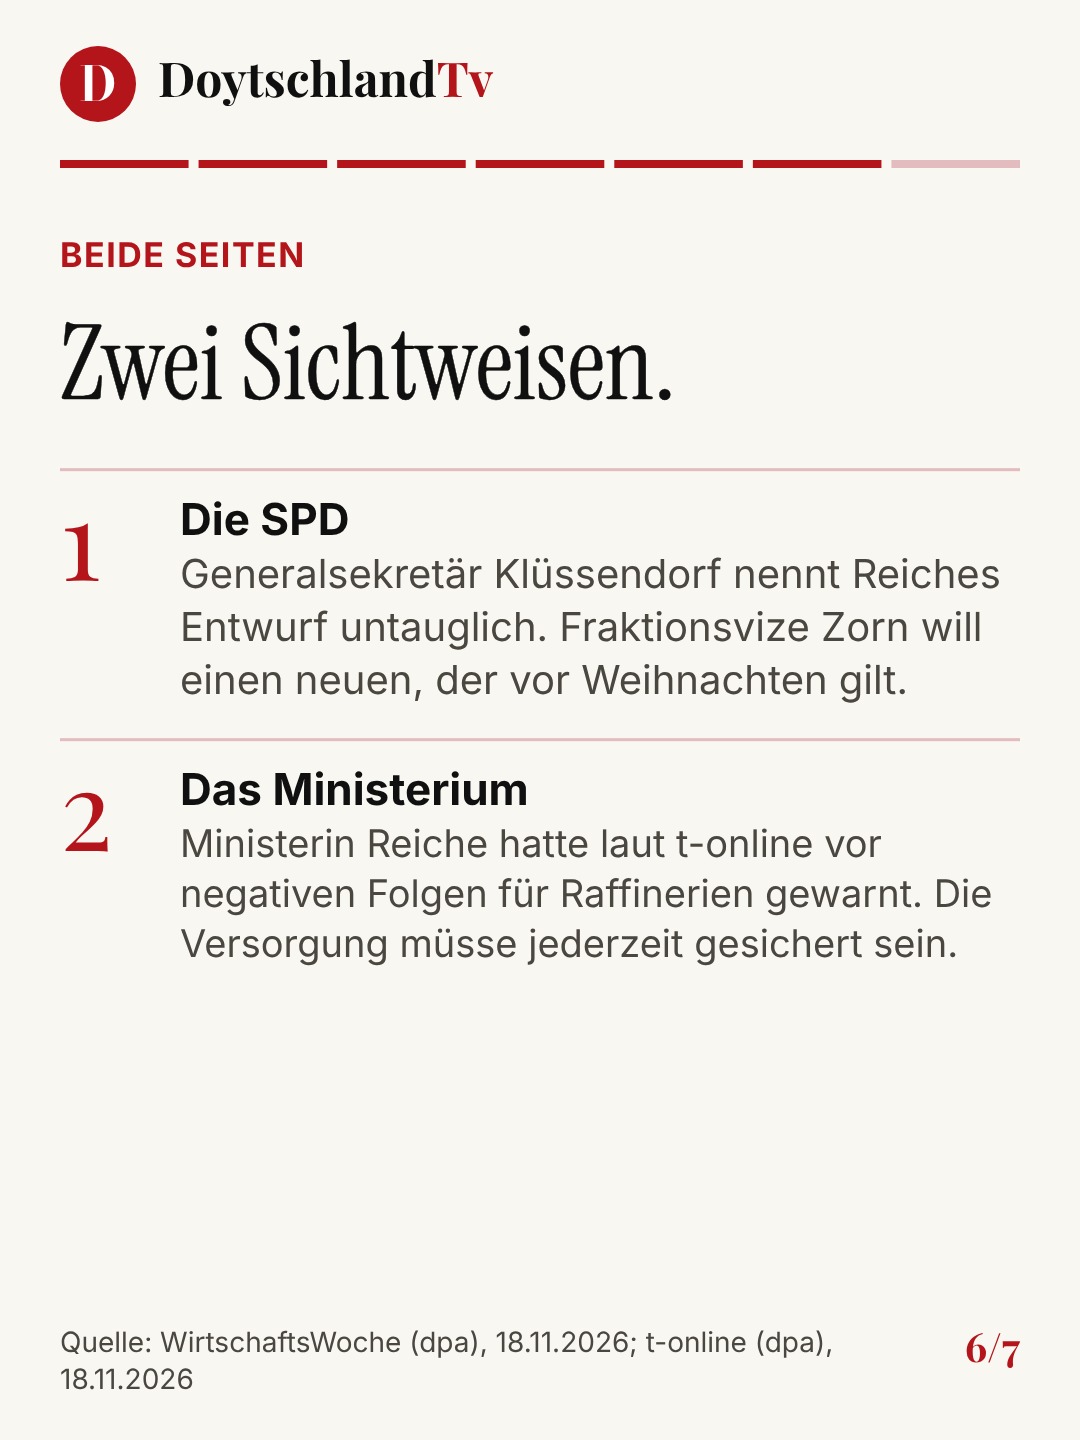 D DoytschlandTv
BEIDE SEITEN
Zwei Sichtweisen.
1 Die SPD
Generalsekretär Klüssendorf nennt Reiches
Entwurf untauglich. Fraktionsvize Zorn will
einen neuen, der vor Weihnachten gilt.
2 Das Ministerium
Ministerin Reiche hatte laut t-online vor
negativen Folgen für Raffinerien gewarnt. Die
Versorgung müsse jederzeit gesichert sein.
Quelle: WirtschaftsWoche (dpa), 18.11.2026; t-online (dpa),
18.11.2026
6/7